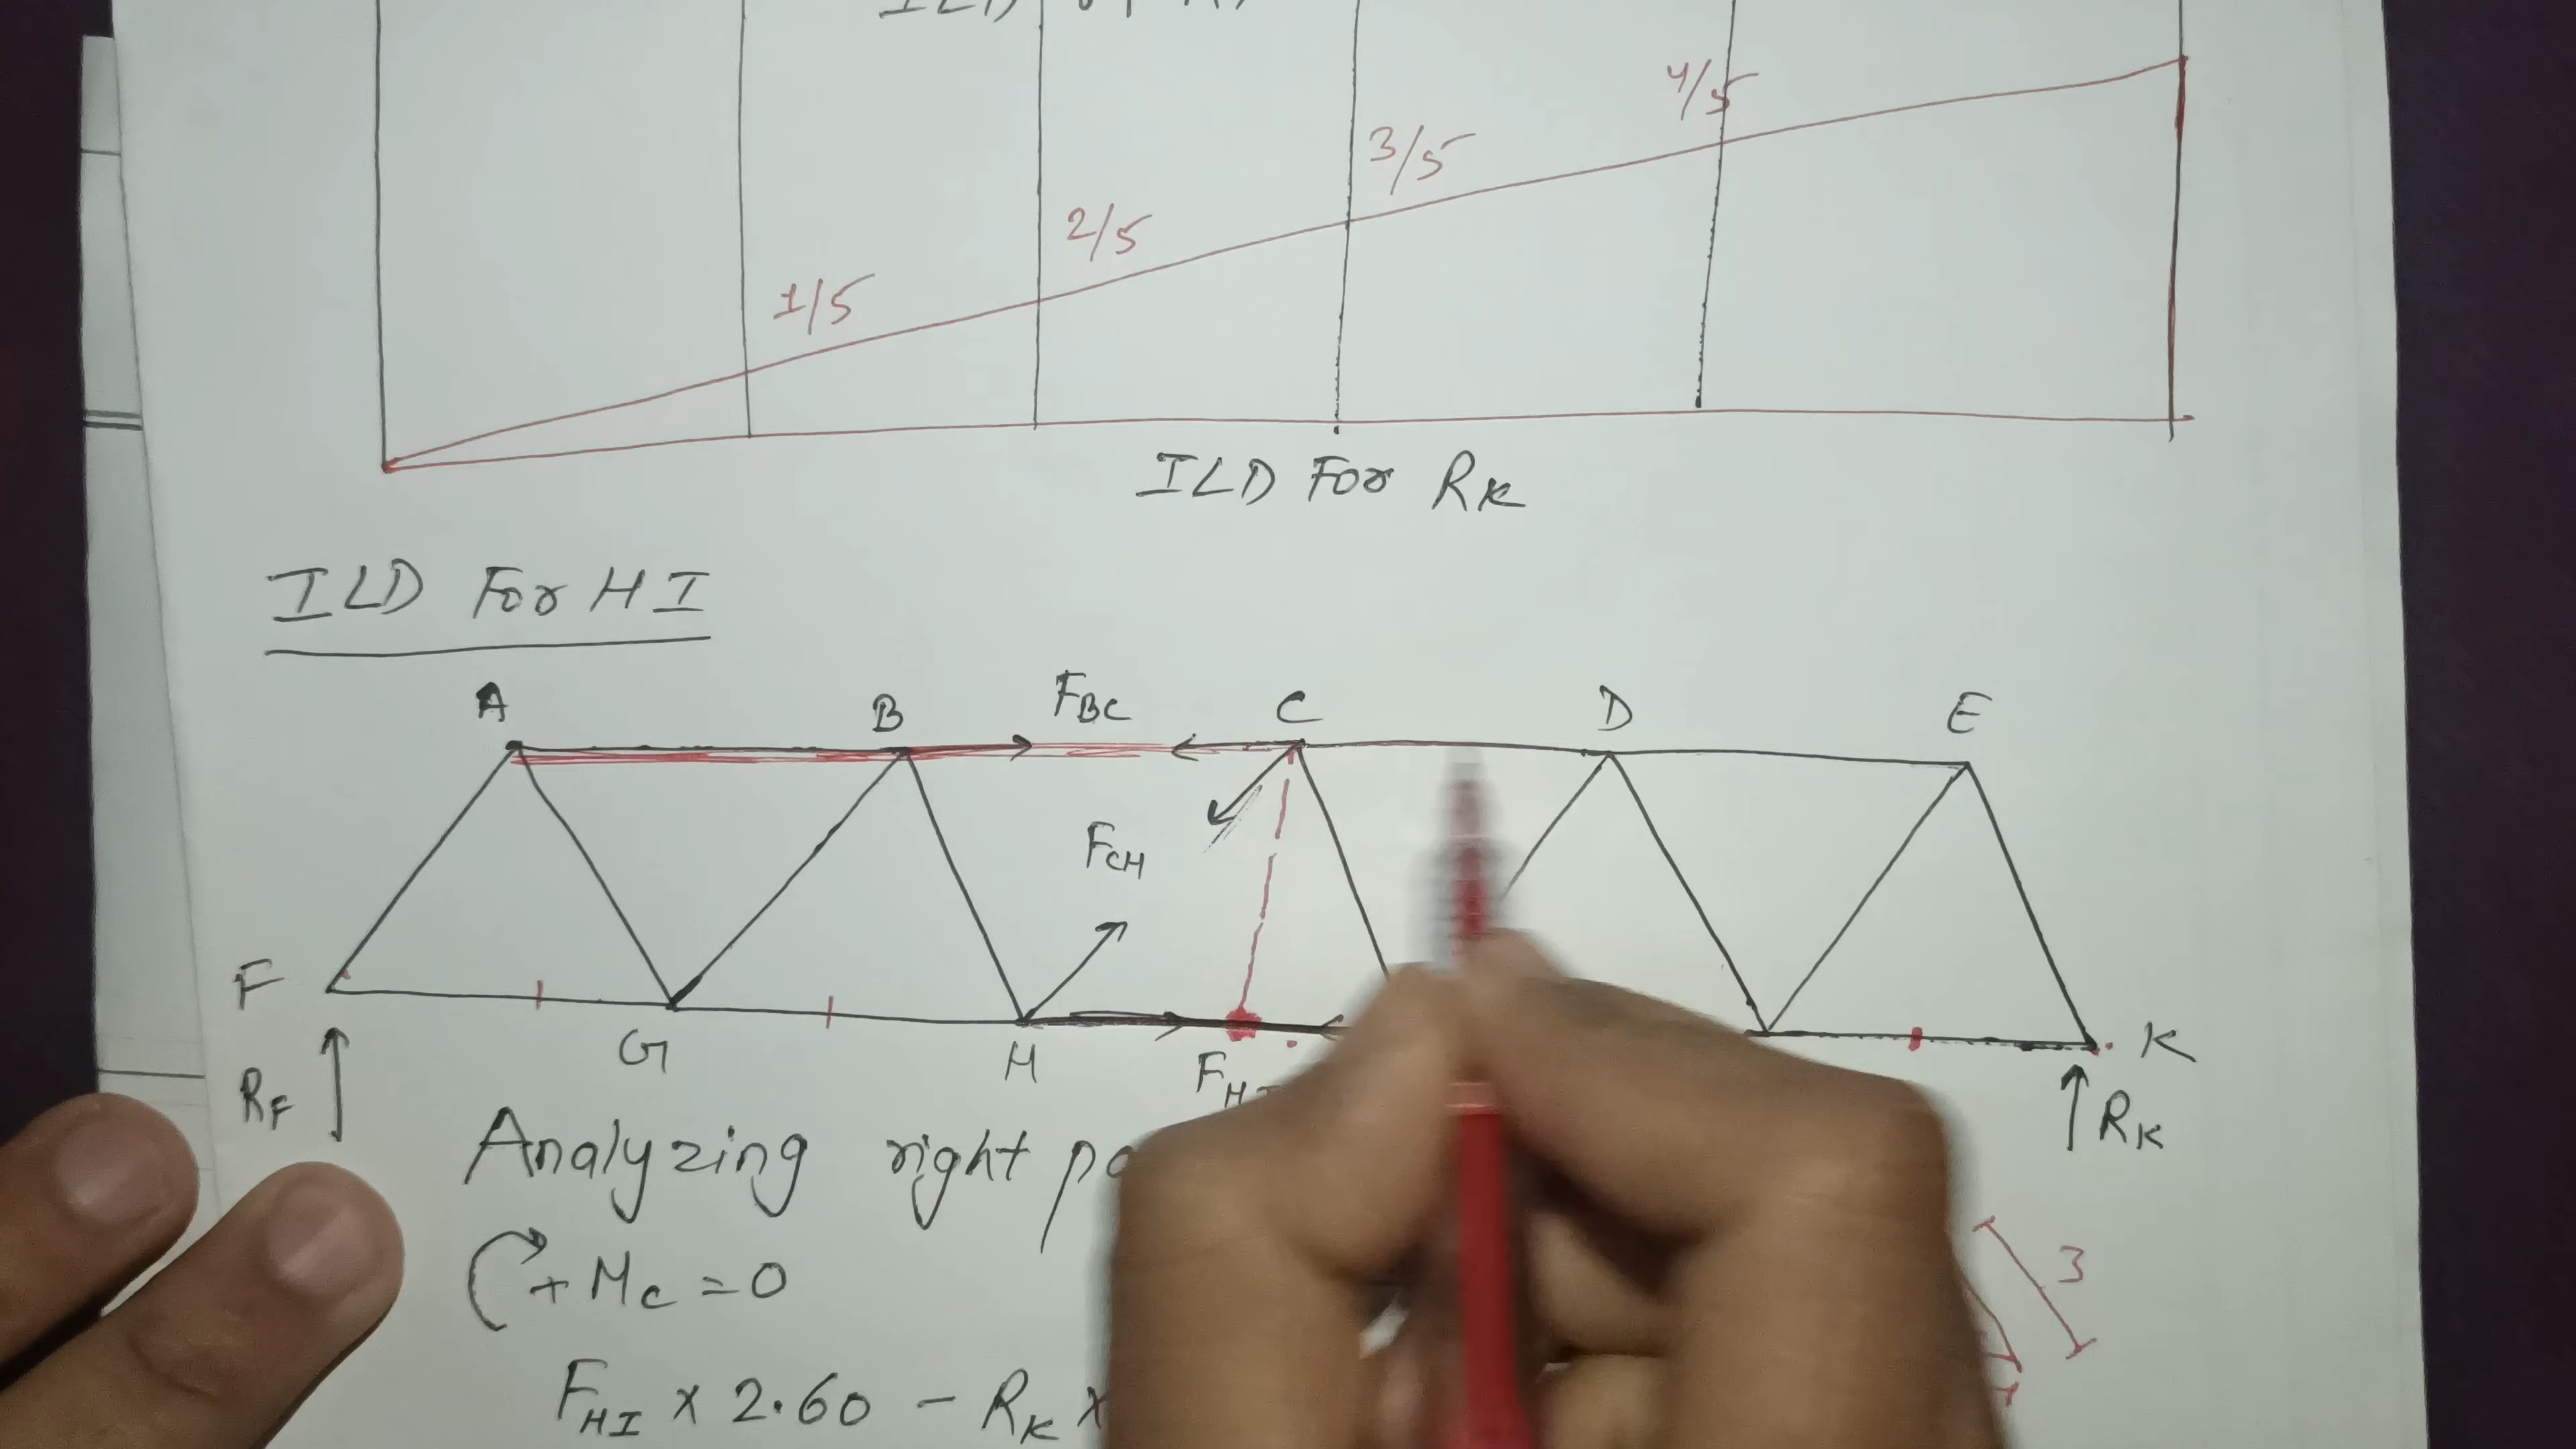 4/5
3/5
2/5
1/5
ILD For RK
ILD For HI
A B FBC C D E
FCH
F G H K
RF RK
Analyzing right
3
+ Mc = 0
FHI × 2.60 - RK ×